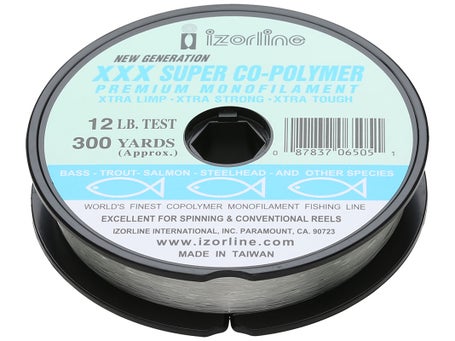 izorline
NEW GENERATION
XXX SUPER CO-POLYMER
PREMIUM MONOFILAMENT
XTRA LIMP · XTRA STRONG · XTRA TOUGH
12 LB. TEST
300 YARDS
(Approx.)
0 87837 06505 1
BASS - TROUT- SALMON - STEELHEAD - AND OTHER SPECIES
WORLD'S FINEST COPOLYMER MONOFILAMENT FISHING LINE
EXCELLENT FOR SPINNING & CONVENTIONAL REELS
IZORLINE INTERNATIONAL, INC. PARAMOUNT, CA. 90723
www.izorline.com
MADE IN TAIWAN